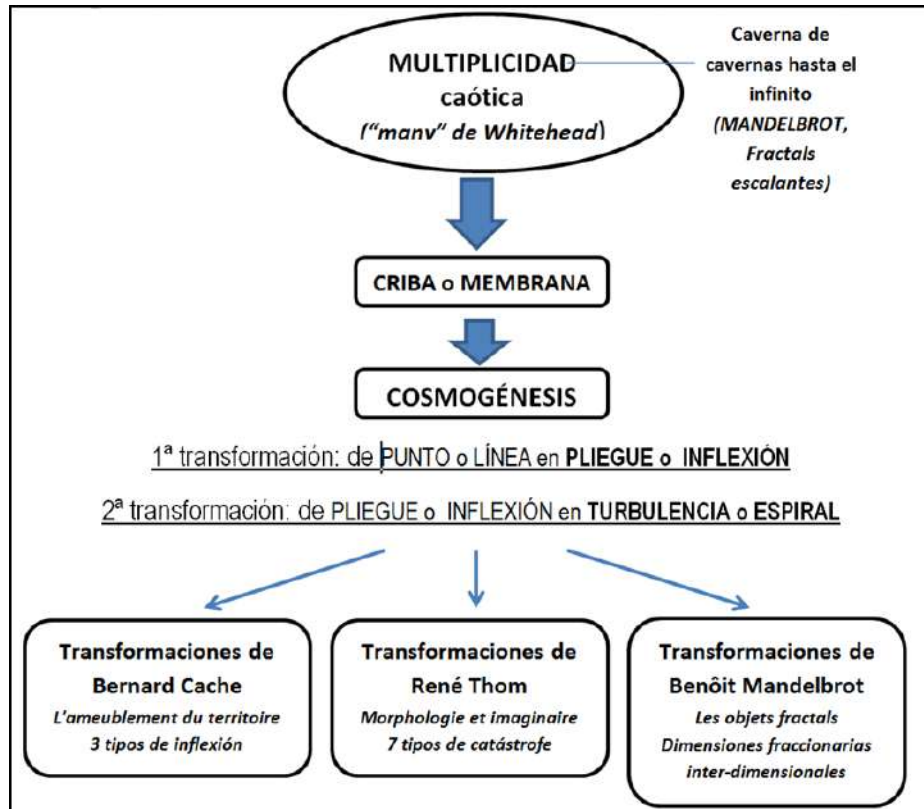 MULTIPLICIDAD
caótica
(“manv” de Whitehead)
Caverna de
cavernas hasta el
infinito
(MANDELBROT,
Fractals
escalantes)
CRIBA o MEMBRANA
COSMOGÉNESIS
1ª transformación: de PUNTO o LÍNEA en PLIEGUE o INFLEXIÓN
2ª transformación: de PLIEGUE o INFLEXIÓN en TURBULENCIA o ESPIRAL
Transformaciones de
Bernard Cache
L'ameublement du territoire
3 tipos de inflexión
Transformaciones de
René Thom
Morphologie et imaginaire
7 tipos de catástrofe
Transformaciones de
Benôit Mandelbrot
Les objets fractals
Dimensiones fraccionarias
inter-dimensionales